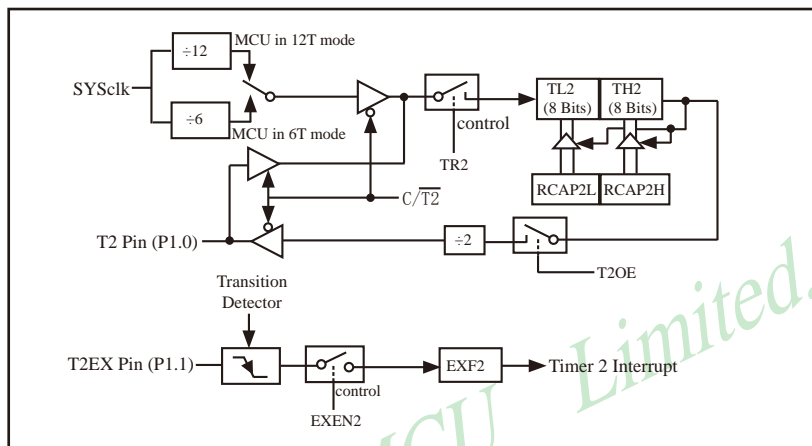 ÷12
MCU in 12T mode
SYSclk
÷6
MCU in 6T mode
TL2
(8 Bits)
TH2
(8 Bits)
control
TR2
RCAP2L
RCAP2H
C/T2
T2 Pin (P1.0)
÷2
T2OE
Transition
Detector
T2EX Pin (P1.1)
EXF2
Timer 2 Interrupt
control
EXEN2
MCU Limited.